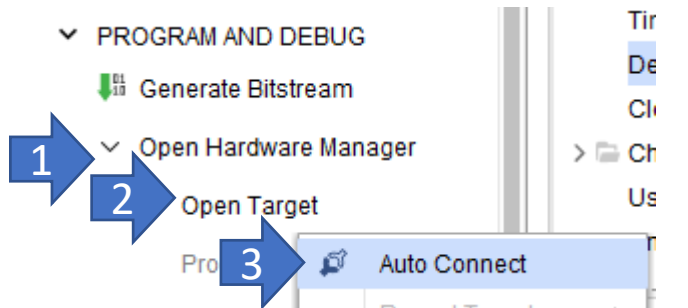 PROGRAM AND DEBUG
Generate Bitstream
1 Open Hardware Manager
2 Open Target
3 Auto Connect